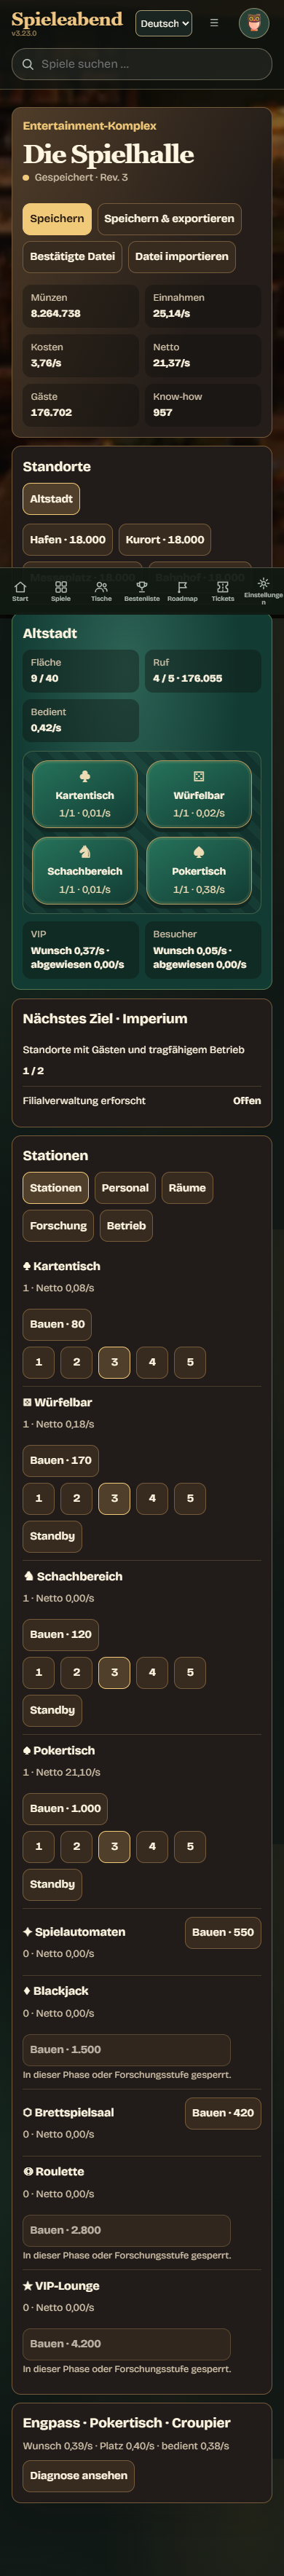 Spieleabend
v3.23.0
Deutsch
Spiele suchen ...
Entertainment-Komplex
Die Spielhalle
Gespeichert · Rev. 3
Speichern
Speichern & exportieren
Bestätigte Datei
Datei importieren
Münzen
8.264.738
Einnahmen
25,14/s
Kosten
3,76/s
Netto
21,37/s
Gäste
176.702
Know-how
957
Standorte
Altstadt
Hafen · 18.000
Kurort · 18.000
Start
Spiele
Tische
Bestenliste
Roadmap
Tickets
Einstellunge
n
Altstadt
Fläche
9 / 40
Ruf
4 / 5 · 176.055
Bedient
0,42/s
Kartentisch
1/1 · 0,01/s
Würfelbar
1/1 · 0,02/s
Schachbereich
1/1 · 0,01/s
Pokertisch
1/1 · 0,38/s
VIP
Wunsch 0,37/s ·
abgewiesen 0,00/s
Besucher
Wunsch 0,05/s ·
abgewiesen 0,00/s
Nächstes Ziel · Imperium
Standorte mit Gästen und tragfähigem Betrieb
1 / 2
Filialverwaltung erforscht
Offen
Stationen
Stationen
Personal
Räume
Forschung
Betrieb
Kartentisch
1 · Netto 0,08/s
Bauen · 80
1 2 3 4 5
Würfelbar
1 · Netto 0,18/s
Bauen · 170
1 2 3 4 5
Standby
Schachbereich
1 · Netto 0,00/s
Bauen · 120
1 2 3 4 5
Standby
Pokertisch
1 · Netto 21,10/s
Bauen · 1.000
1 2 3 4 5
Standby
Spielautomaten
0 · Netto 0,00/s
Bauen · 550
Blackjack
0 · Netto 0,00/s
Bauen · 1.500
In dieser Phase oder Forschungsstufe gesperrt.
Brettspielsaal
0 · Netto 0,00/s
Bauen · 420
Roulette
0 · Netto 0,00/s
Bauen · 2.800
In dieser Phase oder Forschungsstufe gesperrt.
VIP-Lounge
0 · Netto 0,00/s
Bauen · 4.200
In dieser Phase oder Forschungsstufe gesperrt.
Engpass · Pokertisch · Croupier
Wunsch 0,39/s · Platz 0,40/s · bedient 0,38/s
Diagnose ansehen